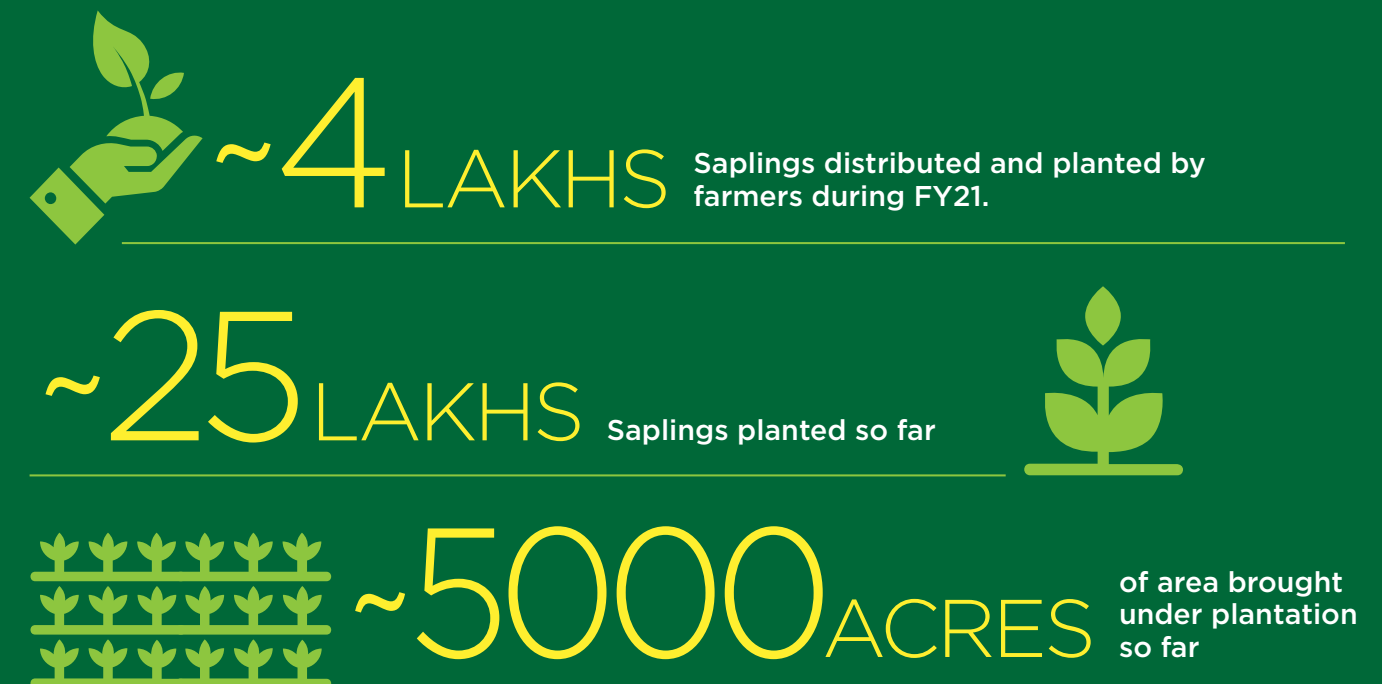 ~4 LAKHS Saplings distributed and planted by
farmers during FY21.
~25 LAKHS Saplings planted so far
~5000 ACRES of area brought
under plantation
so far